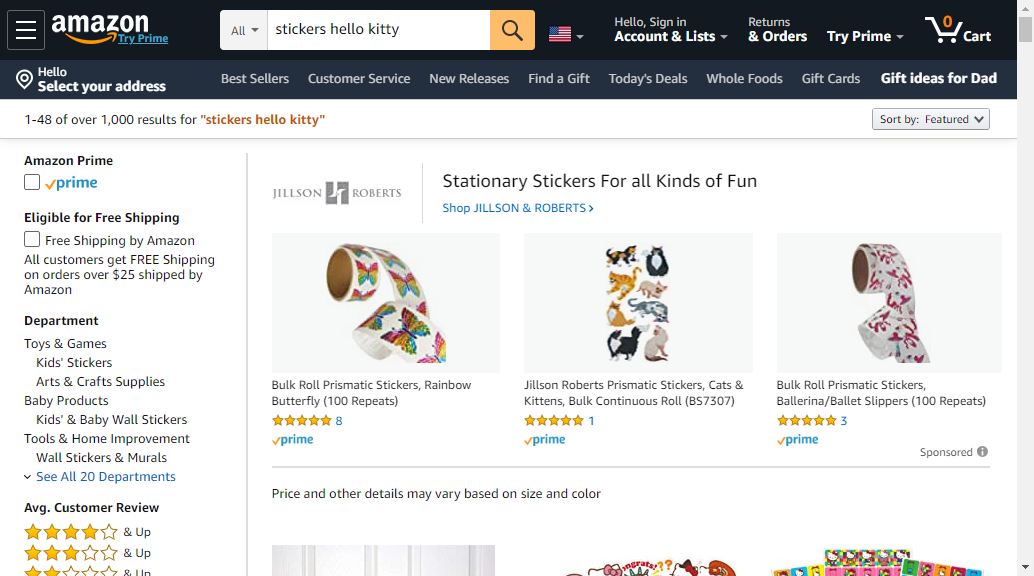 amazon
Try Prime
All
stickers hello kitty
Hello, Sign in
Account & Lists
Returns
& Orders
Try Prime
0
Cart
Hello
Select your address
Best Sellers
Customer Service
New Releases
Find a Gift
Today's Deals
Whole Foods
Gift Cards
Gift ideas for Dad
1-48 of over 1,000 results for "stickers hello kitty"
Sort by: Featured
Amazon Prime
prime
Eligible for Free Shipping
Free Shipping by Amazon
All customers get FREE Shipping
on orders over $25 shipped by
Amazon
Department
Toys & Games
Kids' Stickers
Arts & Crafts Supplies
Baby Products
Kids' & Baby Wall Stickers
Tools & Home Improvement
Wall Stickers & Murals
See All 20 Departments
Avg. Customer Review
& Up
& Up
& Up
JILLSON ROBERTS
Stationary Stickers For all Kinds of Fun
Shop JILLSON & ROBERTS
Bulk Roll Prismatic Stickers, Rainbow
Butterfly (100 Repeats)
8
prime
Jillson Roberts Prismatic Stickers, Cats &
Kittens, Bulk Continuous Roll (BS7307)
1
prime
Bulk Roll Prismatic Stickers,
Ballerina/Ballet Slippers (100 Repeats)
3
prime
Sponsored
Price and other details may vary based on size and color